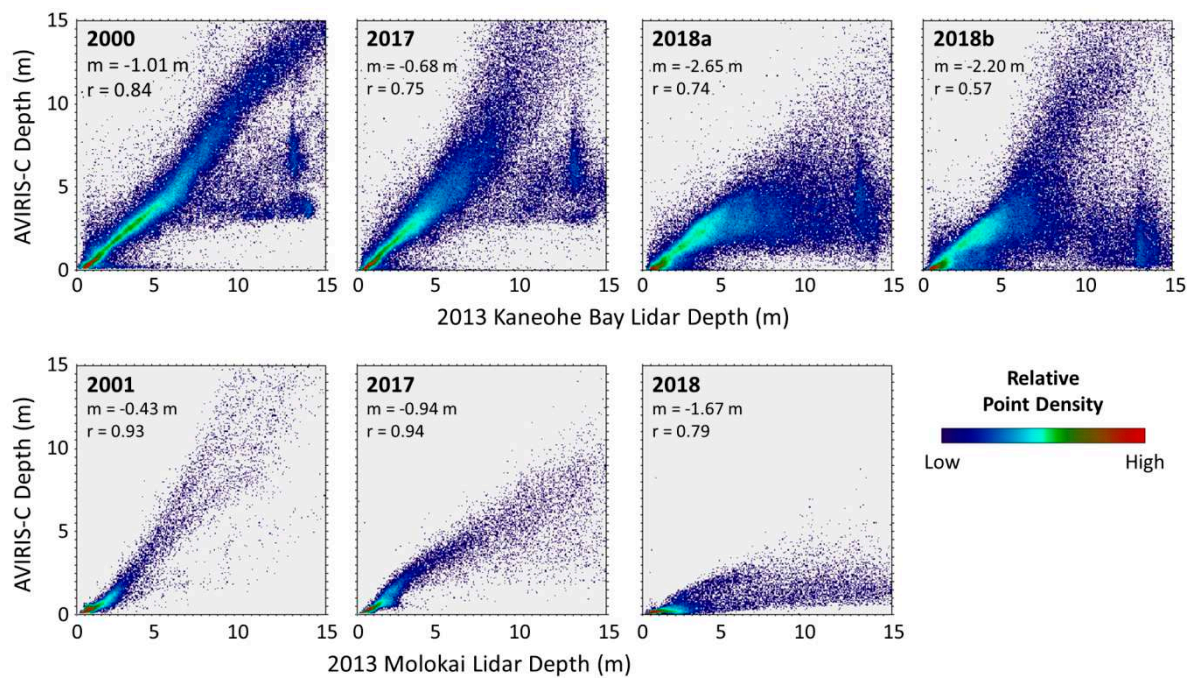 2000
m = -1.01 m
r = 0.84
2017
m = -0.68 m
r = 0.75
2018a
m = -2.65 m
r = 0.74
2018b
m = -2.20 m
r = 0.57
AVIRIS-C Depth (m)
15
10
5
0
0 5 10 15
5 10 15
0 5 10 15
0 5 10 15
2013 Kaneohe Bay Lidar Depth (m)
2001
m = -0.43 m
r = 0.93
2017
m = -0.94 m
r = 0.94
2018
m = -1.67 m
r = 0.79
AVIRIS-C Depth (m)
15
10
5
0
0 5 10 15
0 5 10 15
0 5 10 15
2013 Molokai Lidar Depth (m)
Relative
Point Density
Low High